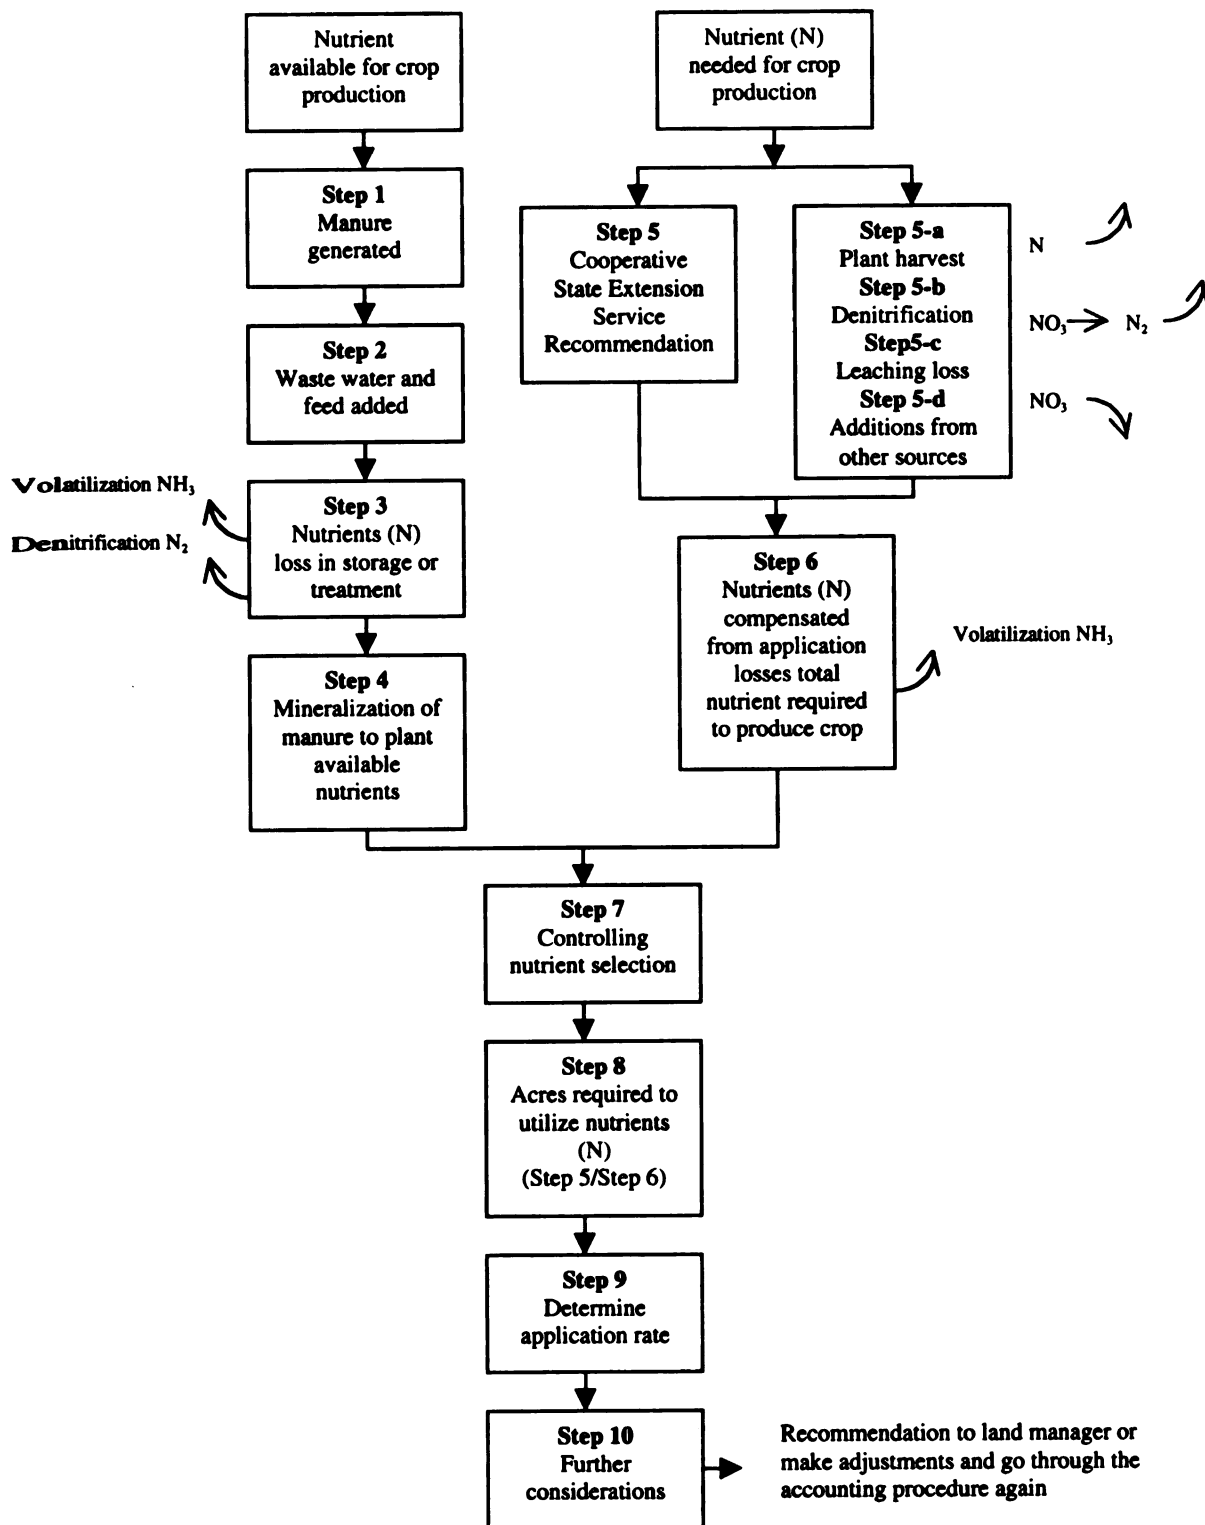 Nutrient
available for crop
production
Nutrient (N)
needed for crop
production
Step 1
Manure
generated
Step 2
Waste water and
feed added
Volatilization NH₃
Denitrification N₂
Step 3
Nutrients (N)
loss in storage or
treatment
Step 4
Mineralization of
manure to plant
available
nutrients
Step 5
Cooperative
State Extension
Service
Recommendation
Step 5-a
Plant harvest
Step 5-b
Denitrification
Step5-c
Leaching loss
Step 5-d
Additions from
other sources
N
NO₃ → N₂
NO₃
Step 6
Nutrients (N)
compensated
from application
losses total
nutrient required
to produce crop
Volatilization NH₃
Step 7
Controlling
nutrient selection
Step 8
Acres required to
utilize nutrients
(N)
(Step 5/Step 6)
Step 9
Determine
application rate
Step 10
Further
considerations
Recommendation to land manager or
make adjustments and go through the
accounting procedure again